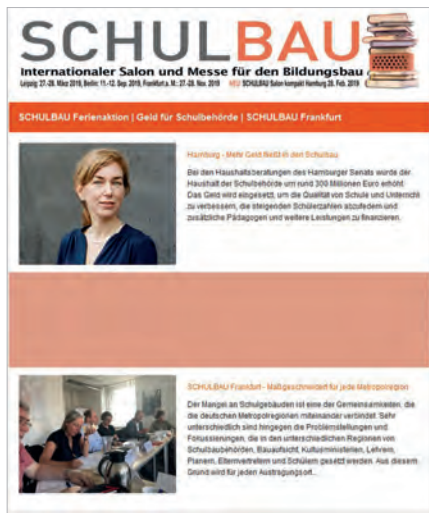 SCHULBAU
Internationaler Salon und Messe für den Bildungsbau
Leipzig: 27.-28. März 2019, Berlin: 11.-12. Sep. 2019, Frankfurt a. M.: 27.-28. Nov. 2019 NEU SCHULBAU Salon kompakt Hamburg 28. Feb. 2019
SCHULBAU Ferienaktion | Geld für Schulbehörde | SCHULBAU Frankfurt
Hamburg - Mehr Geld fließt in den Schulbau
Bei den Haushaltsberatungen des Hamburger Senats wurde der
Haushalt der Schulbehörde um rund 300 Millionen Euro erhöht.
Das Geld wird eingesetzt, um die Qualität von Schule und Unterricht
zu verbessern, die steigenden Schülerzahlen abzufedern und
zusätzliche Pädagogen und weitere Leistungen zu finanzieren.
SCHULBAU Frankfurt - Maßgeschneidert für jede Metropolregion
Der Mangel an Schulgebäuden ist eine der Gemeinsamkeiten, die
die deutschen Metropolregionen miteinander verbindet. Sehr
unterschiedlich sind hingegen die Problemstellungen und
Fokussierungen, die in den unterschiedlichen Regionen von
Schulbaubehörden, Bauaufsicht, Kultusministerien, Lehrern,
Planern, Elternvertretern und Schülern gesetzt werden. Aus diesem
Grund wird für jeden Austragungsort...